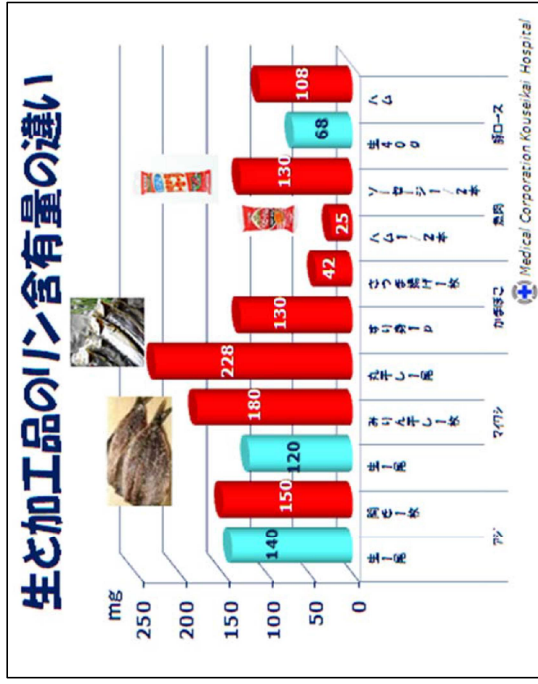 生と加工品のリン含有量の違い
mg
250
200
150
100
50
0
140
150
120
180
228
130
42
25
130
68
108
生1尾
開き1枚
生1尾
みりん干し1枚
丸干し1尾
すり身1p
さつま揚げ1枚
ハム1/2本
ソーセージ1/2本
生40g
ハム
アジ
マイワシ
かまぼこ
魚肉
豚ロース
Medical Corporation Kouseikai Hospital